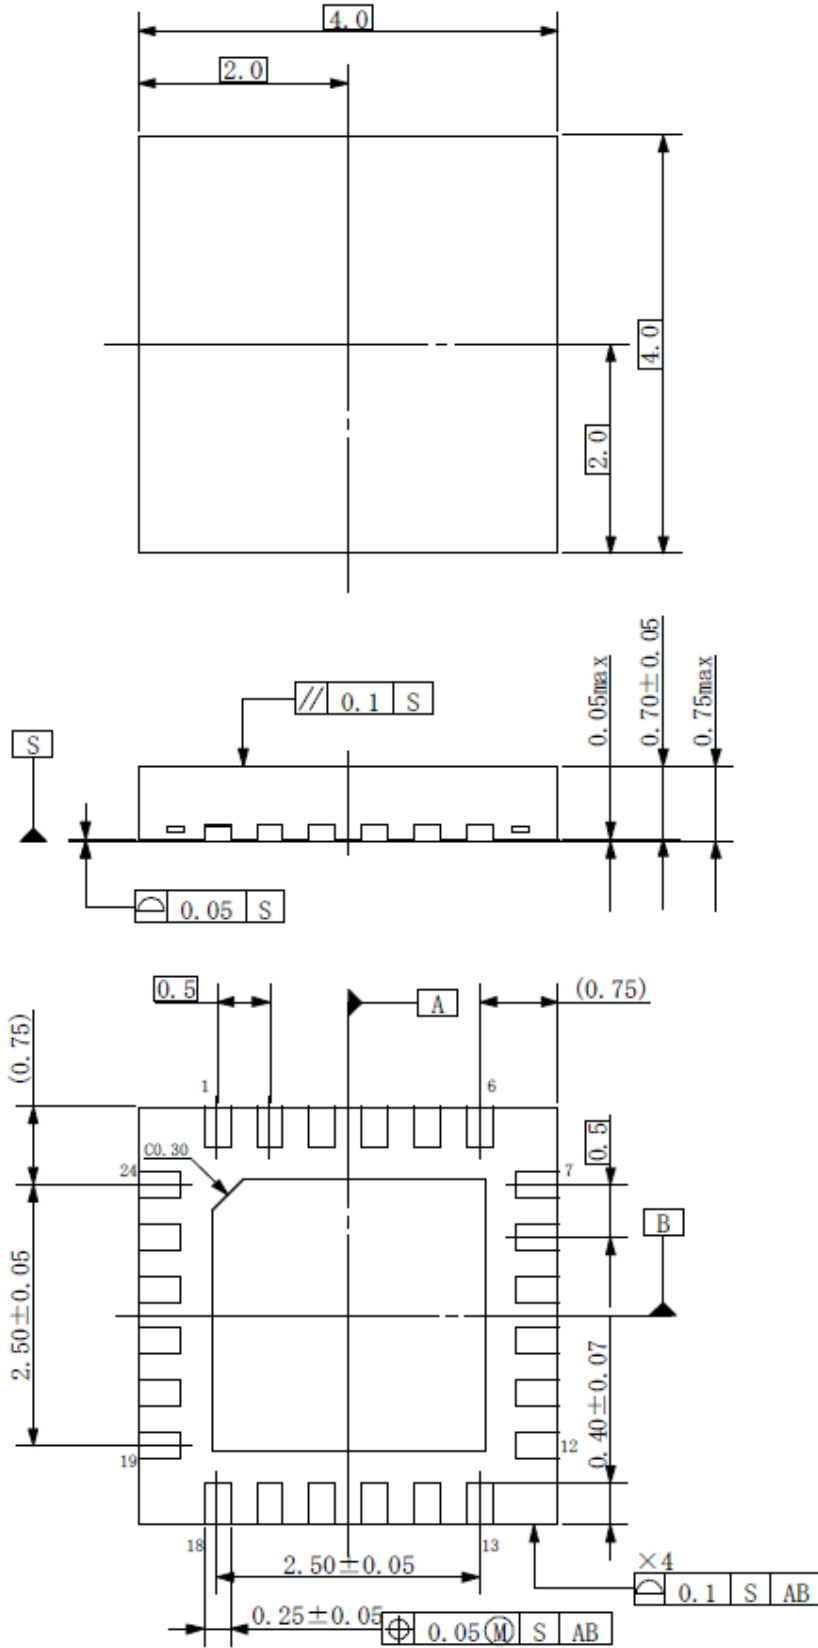 4.0
2.0
4.0
2.0
0.05max
0.70±0.05
0.75max
// 0.1 S
S
⌓ 0.05 S
0.5
A
(0.75)
(0.75)
1
6
0.5
C0.30
24
7
B
2.50±0.05
0.40±0.07
19
12
18
13
2.50±0.05
×4
⌓ 0.1 S AB
0.25±0.05
⌖ 0.05Ⓜ S AB